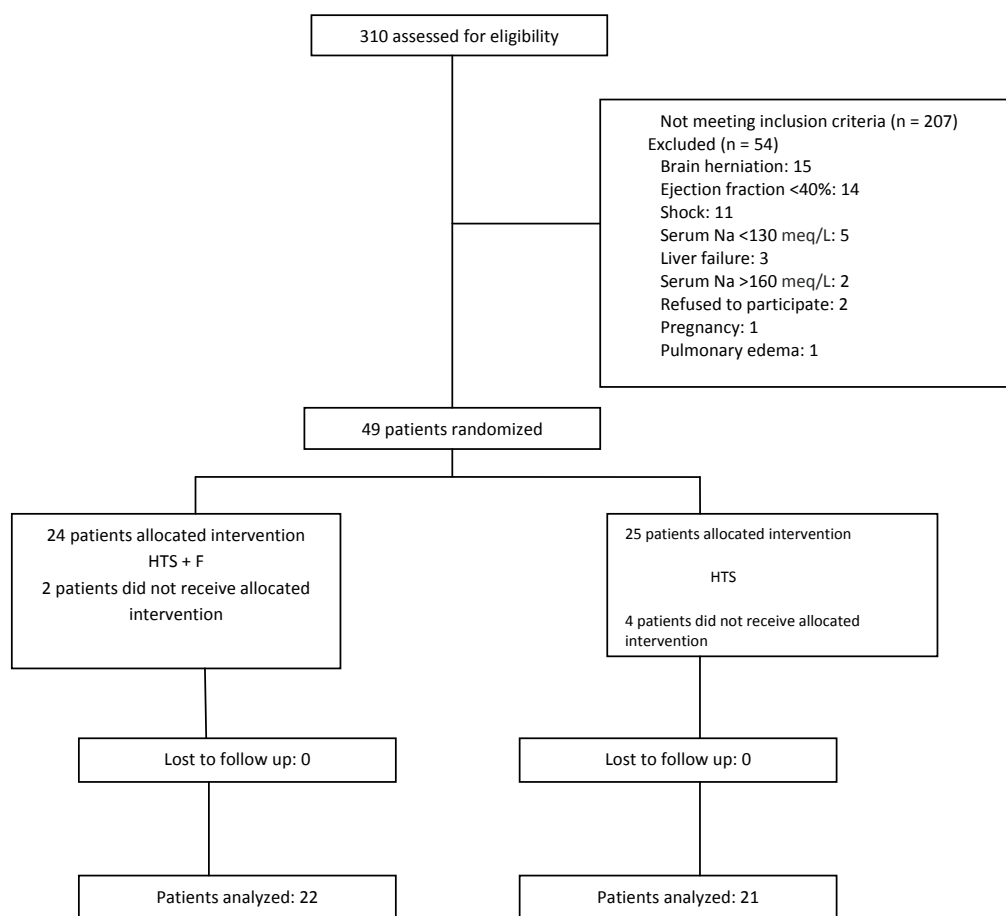 310 assessed for eligibility
Not meeting inclusion criteria (n = 207)
Excluded (n = 54)
Brain herniation: 15
Ejection fraction <40%: 14
Shock: 11
Serum Na <130 meq/L: 5
Liver failure: 3
Serum Na >160 meq/L: 2
Refused to participate: 2
Pregnancy: 1
Pulmonary edema: 1
49 patients randomized
24 patients allocated intervention
HTS + F
2 patients did not receive allocated
intervention
25 patients allocated intervention
HTS
4 patients did not receive allocated
intervention
Lost to follow up: 0
Lost to follow up: 0
Patients analyzed: 22
Patients analyzed: 21